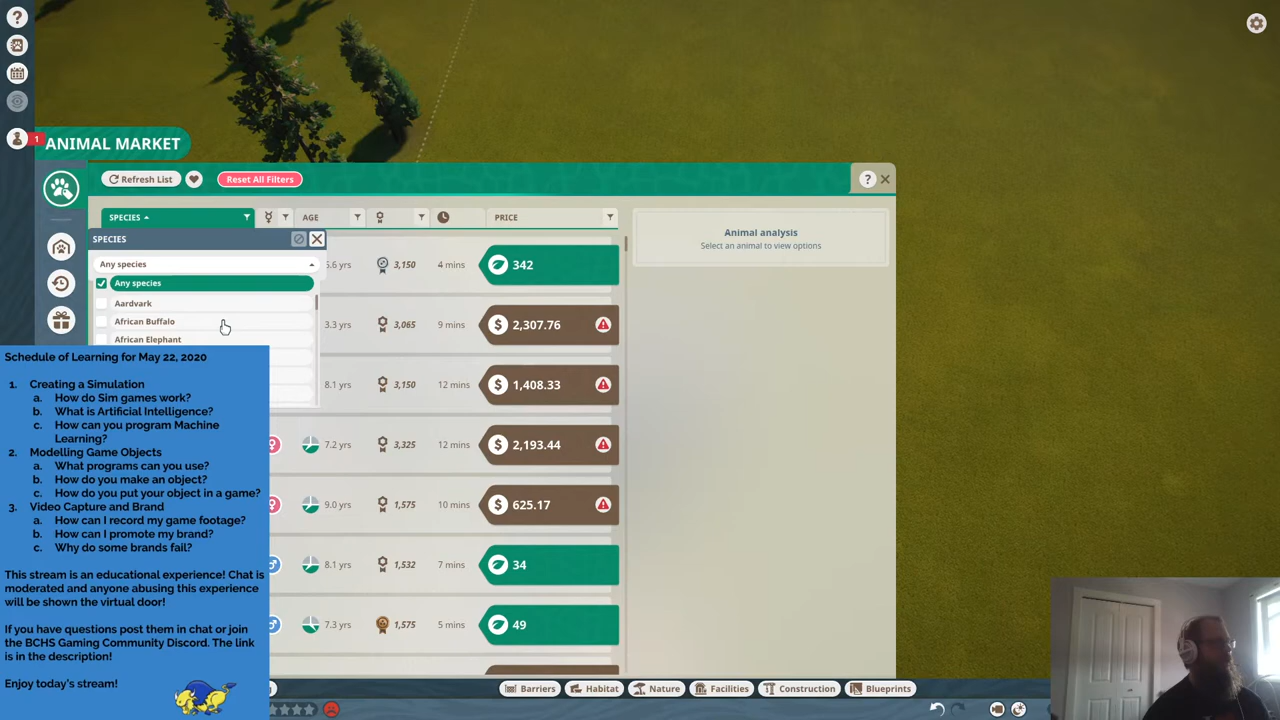 ?
1
ANIMAL MARKET
Refresh List
Reset All Filters
?
SPECIES
AGE
PRICE
Animal analysis
Select an animal to view options
SPECIES
Any species
Any species
Aardvark
African Buffalo
African Elephant
5.6 yrs 3,150 4 mins 342
3.3 yrs 3,065 9 mins $ 2,307.76
8.1 yrs 3,150 12 mins $ 1,408.33
7.2 yrs 3,325 12 mins $ 2,193.44
9.0 yrs 1,575 10 mins $ 625.17
8.1 yrs 1,532 7 mins 34
7.3 yrs 1,575 5 mins 49
Schedule of Learning for May 22, 2020
1. Creating a Simulation
a. How do Sim games work?
b. What is Artificial Intelligence?
c. How can you program Machine
Learning?
2. Modelling Game Objects
a. What programs can you use?
b. How do you make an object?
c. How do you put your object in a game?
3. Video Capture and Brand
a. How can I record my game footage?
b. How can I promote my brand?
c. Why do some brands fail?
This stream is an educational experience! Chat is
moderated and anyone abusing this experience
will be shown the virtual door!
If you have questions post them in chat or join
the BCHS Gaming Community Discord. The link
is in the description!
Enjoy today's stream!
Barriers
Habitat
Nature
Facilities
Construction
Blueprints